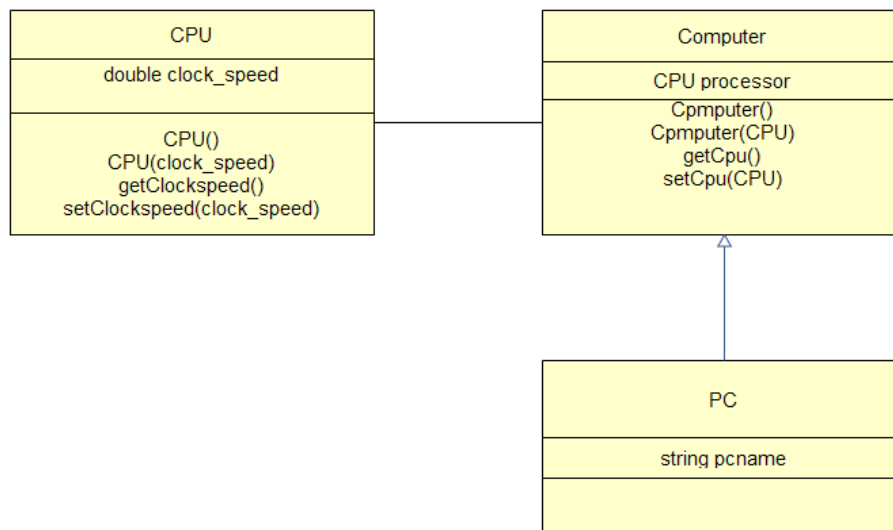 CPU
double clock_speed
CPU()
CPU(clock_speed)
getClockspeed()
setClockspeed(clock_speed)
Computer
CPU processor
Cpmputer()
Cpmputer(CPU)
getCpu()
setCpu(CPU)
PC
string pcname